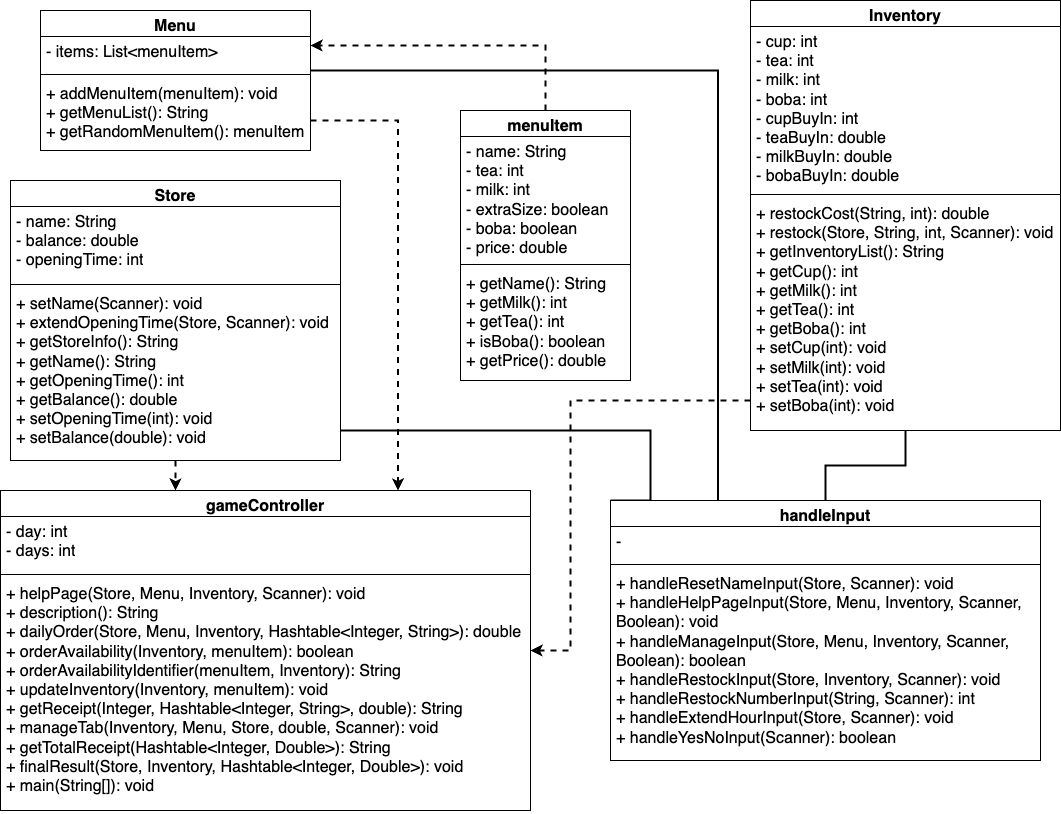 Menu
- items: List<menuItem>
+ addMenuItem(menuItem): void
+ getMenuList(): String
+ getRandomMenuItem(): menuItem
menuItem
- name: String
- tea: int
- milk: int
- extraSize: boolean
- boba: boolean
- price: double
+ getName(): String
+ getMilk(): int
+ getTea(): int
+ isBoba(): boolean
+ getPrice(): double
Inventory
- cup: int
- tea: int
- milk: int
- boba: int
- cupBuyIn: int
- teaBuyIn: double
- milkBuyIn: double
- bobaBuyIn: double
+ restockCost(String, int): double
+ restock(Store, String, int, Scanner): void
+ getInventoryList(): String
+ getCup(): int
+ getMilk(): int
+ getTea(): int
+ getBoba(): int
+ setCup(int): void
+ setMilk(int): void
+ setTea(int): void
+ setBoba(int): void
Store
- name: String
- balance: double
- openingTime: int
+ setName(Scanner): void
+ extendOpeningTime(Store, Scanner): void
+ getStoreInfo(): String
+ getName(): String
+ getOpeningTime(): int
+ getBalance(): double
+ setOpeningTime(int): void
+ setBalance(double): void
gameController
- day: int
- days: int
+ helpPage(Store, Menu, Inventory, Scanner): void
+ description(): String
+ dailyOrder(Store, Menu, Inventory, Hashtable<Integer, String>): double
+ orderAvailability(Inventory, menuItem): boolean
+ orderAvailabilityIdentifier(menuItem, Inventory): String
+ updateInventory(Inventory, menuItem): void
+ getReceipt(Integer, Hashtable<Integer, String>, double): String
+ manageTab(Inventory, Menu, Store, double, Scanner): void
+ getTotalReceipt(Hashtable<Integer, Double>): String
+ finalResult(Store, Inventory, Hashtable<Integer, Double>): void
+ main(String[]): void
handleInput
-
+ handleResetNameInput(Store, Scanner): void
+ handleHelpPageInput(Store, Menu, Inventory, Scanner,
Boolean): void
+ handleManageInput(Store, Menu, Inventory, Scanner,
Boolean): boolean
+ handleRestockInput(Store, Inventory, Scanner): void
+ handleRestockNumberInput(String, Scanner): int
+ handleExtendHourInput(Store, Scanner): void
+ handleYesNoInput(Scanner): boolean